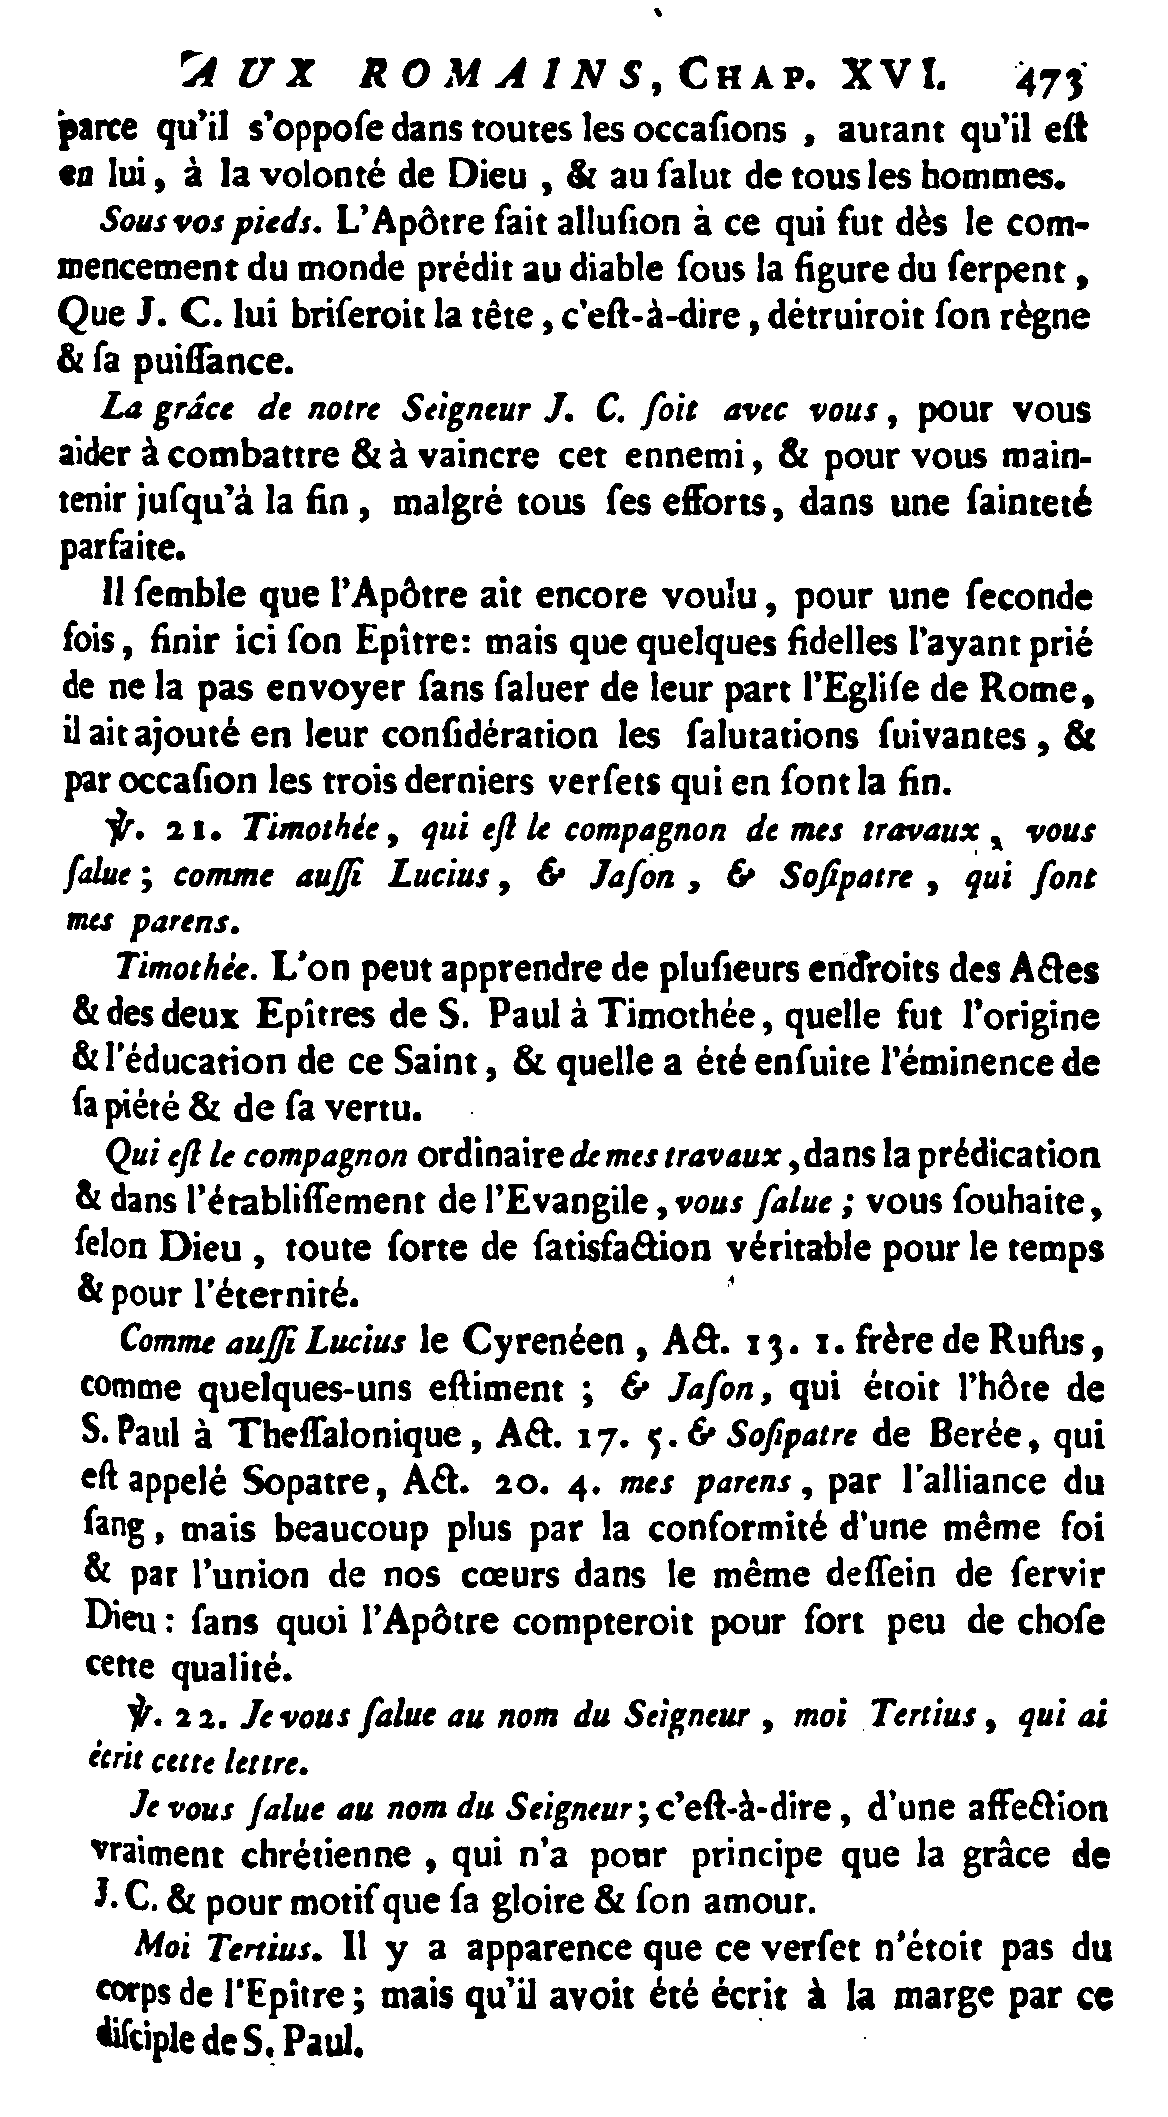 AUX ROMAINS, CHAP. XVI. 473
parce qu'il s'oppoſe dans toutes les occaſions , autant qu'il eſt
en lui, à la volonté de Dieu , & au ſalut de tous les hommes.
Sous vos pieds. L'Apôtre fait alluſion à ce qui fut dès le com-
mencement du monde prédit au diable ſous la figure du ſerpent ,
Que J. C. lui briſeroit la tête , c'eſt-à-dire , détruiroit ſon règne
& ſa puiſſance.
La grâce de notre Seigneur J. C. ſoit avec vous , pour vous
aider à combattre & à vaincre cet ennemi, & pour vous main-
tenir juſqu'à la fin , malgré tous ſes efforts, dans une ſainteté
parfaite.
Il ſemble que l'Apôtre ait encore voulu, pour une ſeconde
fois, finir ici ſon Epître: mais que quelques fidelles l'ayant prié
de ne la pas envoyer ſans ſaluer de leur part l'Egliſe de Rome,
il ait ajouté en leur conſidération les ſalutations ſuivantes , &
par occaſion les trois derniers verſets qui en font la fin.
℣. 21. Timothée, qui eſt le compagnon de mes travaux, vous
ſalue ; comme auſſi Lucius, & Jaſon , & Soſipatre , qui ſont
mes parens.
Timothée. L'on peut apprendre de pluſieurs endroits des Actes
& des deux Epîtres de S. Paul à Timothée, quelle fut l'origine
& l'éducation de ce Saint, & quelle a été enſuite l'éminence de
ſa piété & de ſa vertu.
Qui eſt le compagnon ordinaire de mes travaux , dans la prédication
& dans l'établiſſement de l'Evangile , vous ſalue ; vous ſouhaite,
ſelon Dieu , toute ſorte de ſatisfaction véritable pour le temps
& pour l'éternité.
Comme auſſi Lucius le Cyrenéen , Act. 13. 1. frère de Rufus ,
comme quelques-uns eſtiment ; & Jaſon, qui étoit l'hôte de
S. Paul à Theſſalonique, Act. 17. 5. & Soſipatre de Berée, qui
eſt appelé Sopatre, Act. 20. 4. mes parens , par l'alliance du
ſang, mais beaucoup plus par la conformité d'une même foi
& par l'union de nos cœurs dans le même deſſein de ſervir
Dieu : ſans quoi l'Apôtre compteroit pour fort peu de choſe
cette qualité.
℣. 22. Je vous ſalue au nom du Seigneur , moi Tertius, qui ai
écrit cette lettre.
Je vous ſalue au nom du Seigneur ; c'eſt-à-dire , d'une affection
vraiment chrétienne , qui n'a pour principe que la grâce de
J. C. & pour motif que ſa gloire & ſon amour.
Moi Tertius. Il y a apparence que ce verſet n'étoit pas du
corps de l'Epître ; mais qu'il avoit été écrit à la marge par ce
diſciple de S. Paul.